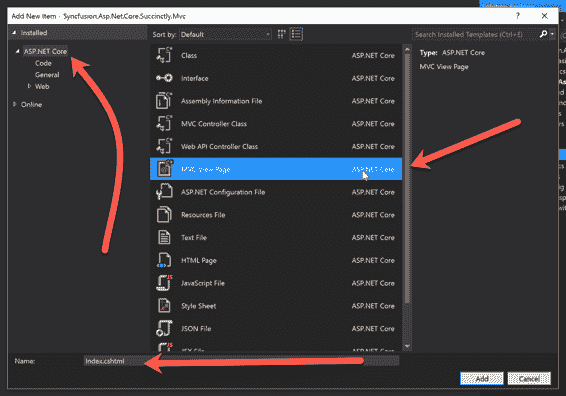 Add New Item - Syncfusion.Asp.Net.Core.Succinctly.Mvc
Installed
ASP.NET Core
Code
General
Web
Online
Sort by: Default
Search Installed Templates (Ctrl+E)
Class ASP.NET Core
Interface ASP.NET Core
Assembly Information File ASP.NET Core
MVC Controller Class ASP.NET Core
Web API Controller Class ASP.NET Core
MVC View Page ASP.NET Core
ASP.NET Configuration File ASP.NET Core
Resources File ASP.NET Core
Text File ASP.NET Core
HTML Page ASP.NET Core
JavaScript File ASP.NET Core
Style Sheet ASP.NET Core
JSON File ASP.NET Core
JSX File ASP.NET Core
Type: ASP.NET Core
MVC View Page
Name: Index.cshtml
Add Cancel